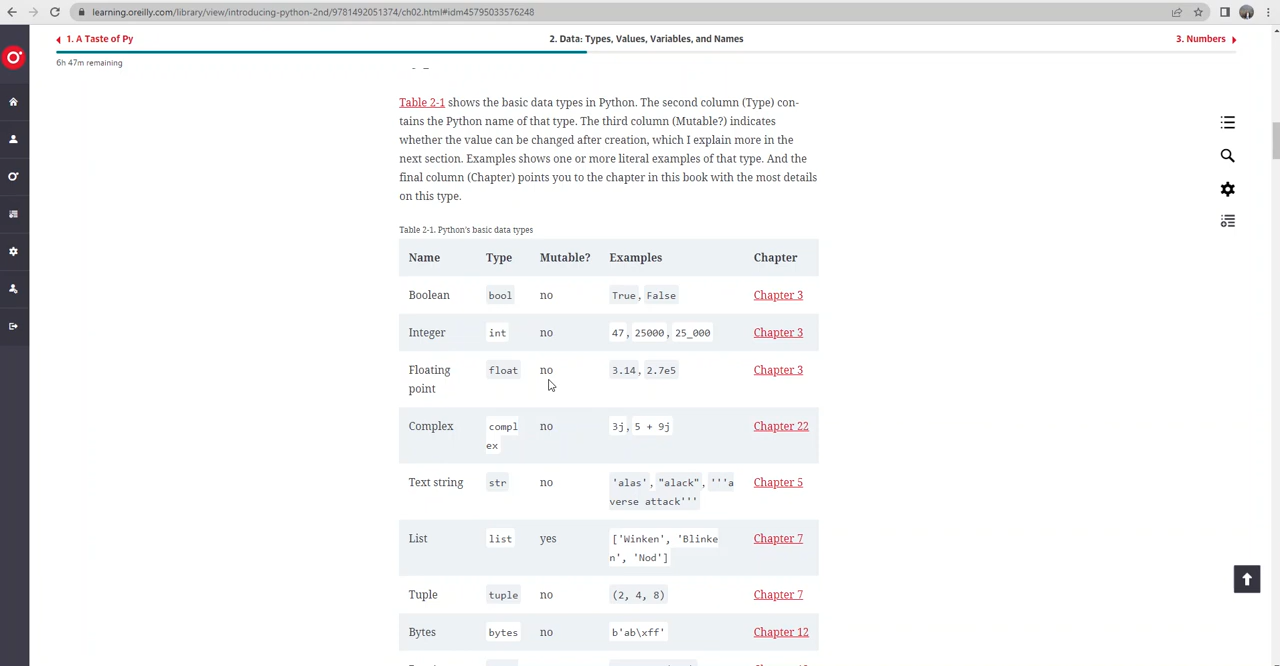 learning.oreilly.com/library/view/introducing-python-2nd/9781492051374/ch02.html#idm45795033576248
1. A Taste of Py
2. Data: Types, Values, Variables, and Names
3. Numbers
6h 47m remaining
Table 2-1 shows the basic data types in Python. The second column (Type) con-
tains the Python name of that type. The third column (Mutable?) indicates
whether the value can be changed after creation, which I explain more in the
next section. Examples shows one or more literal examples of that type. And the
final column (Chapter) points you to the chapter in this book with the most details
on this type.
Table 2-1. Python's basic data types
Name Type Mutable? Examples Chapter
Boolean bool no True, False Chapter 3
Integer int no 47, 25000, 25_000 Chapter 3
Floating float no 3.14, 2.7e5 Chapter 3
point
Complex compl no 3j, 5 + 9j Chapter 22
ex
Text string str no 'alas', "alack", '''a Chapter 5
verse attack'''
List list yes ['Winken', 'Blinke Chapter 7
n', 'Nod']
Tuple tuple no (2, 4, 8) Chapter 7
Bytes bytes no b'ab\xff' Chapter 12